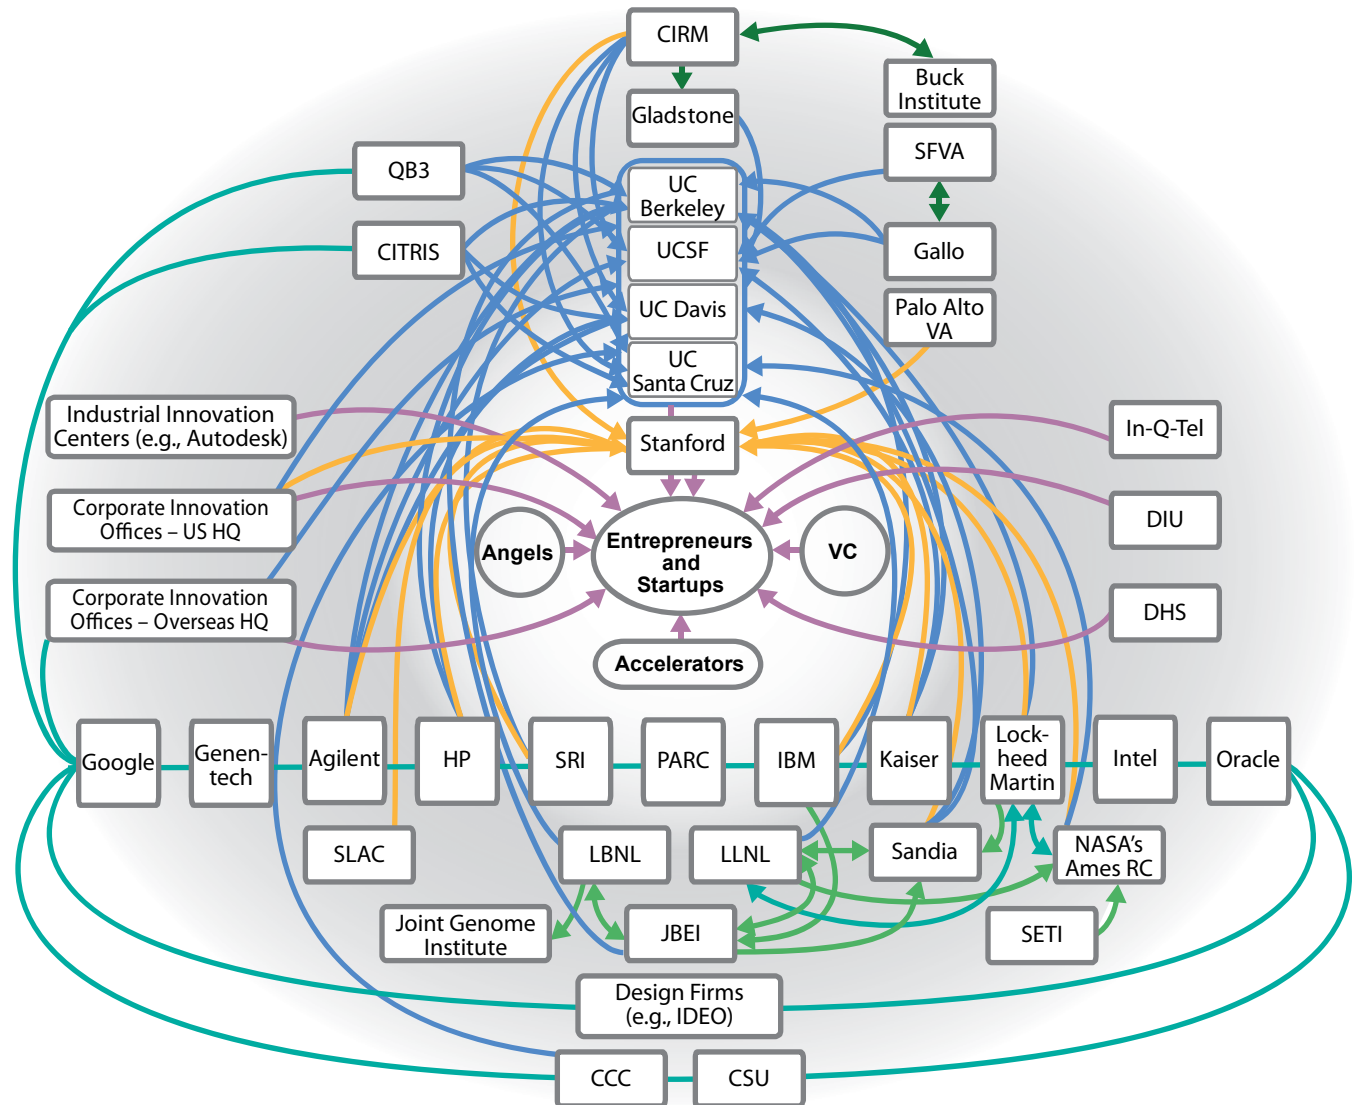 CIRM
Buck
Institute
Gladstone
SFVA
QB3
UC
Berkeley
UCSF
CITRIS
Gallo
UC Davis
Palo Alto
VA
UC
Santa Cruz
Industrial Innovation
Centers (e.g., Autodesk)
Stanford
In-Q-Tel
Corporate Innovation
Offices – US HQ
DIU
Angels
Entrepreneurs
and
Startups
VC
Corporate Innovation
Offices – Overseas HQ
DHS
Accelerators
Google
Genen-
tech
Agilent
HP
SRI
PARC
IBM
Kaiser
Lock-
heed
Martin
Intel
Oracle
SLAC
LBNL
LLNL
Sandia
NASA's
Ames RC
Joint Genome
Institute
JBEI
SETI
Design Firms
(e.g., IDEO)
CCC
CSU